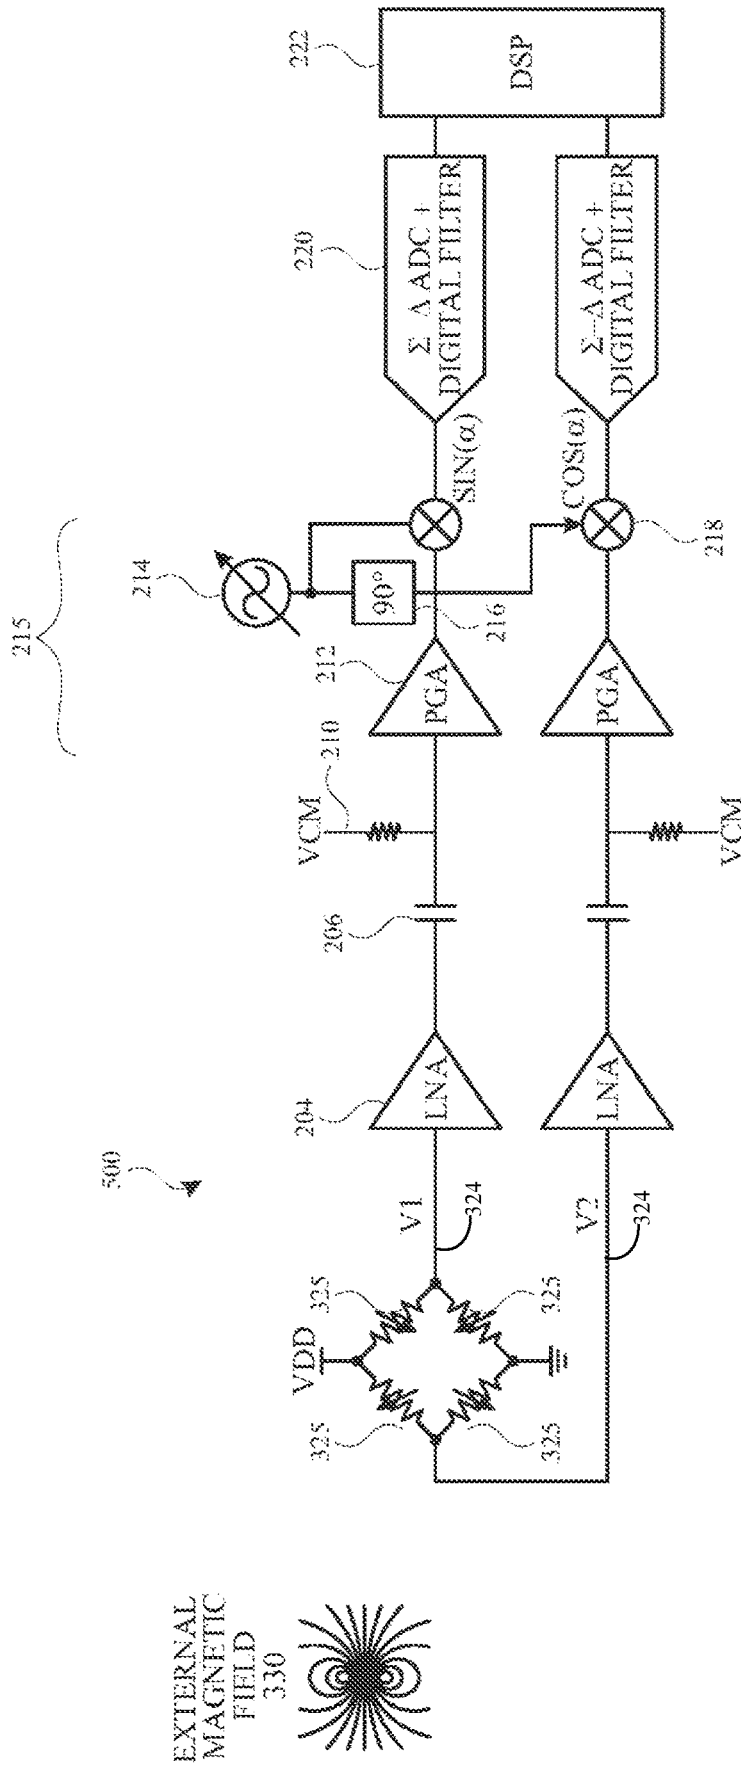 EXTERNAL
MAGNETIC
FIELD
330
500
215
VDD
325
325
325
325
V1
324
V2
324
204
LNA
LNA
206
VCM
210
VCM
212
PGA
PGA
214
90°
216
218
SIN(α)
COS(α)
220
Σ Δ ADC +
DIGITAL FILTER
Σ-Δ ADC +
DIGITAL FILTER
222
DSP